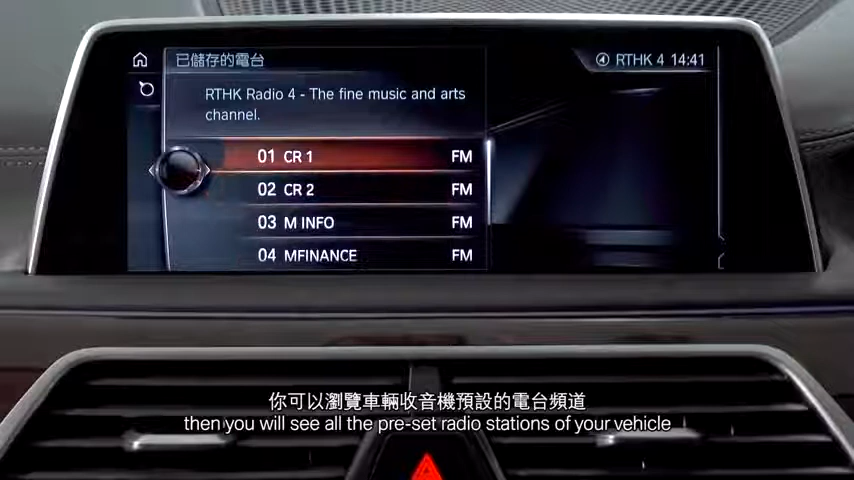 已儲存的電台
RTHK 4 14:41
RTHK Radio 4 - The fine music and arts
channel.
01 CR 1 FM
02 CR 2 FM
03 M INFO FM
04 MFINANCE FM
你可以瀏覽車輛收音機預設的電台頻道
then you will see all the pre-set radio stations of your vehicle